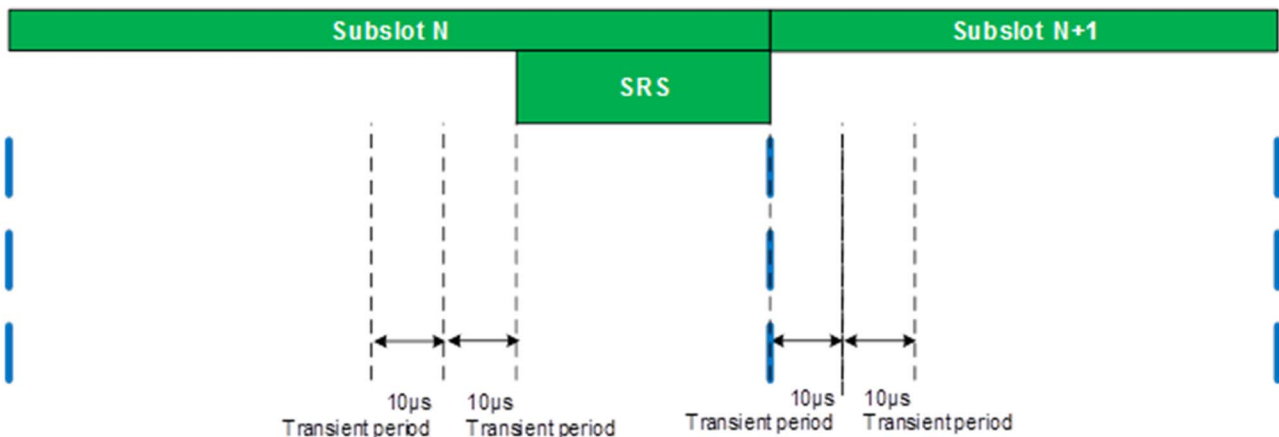 Subslot N
Subslot N+1
SRS
10µs
Transient period
10µs
Transient period
10µs
Transient period
10µs
Transient period